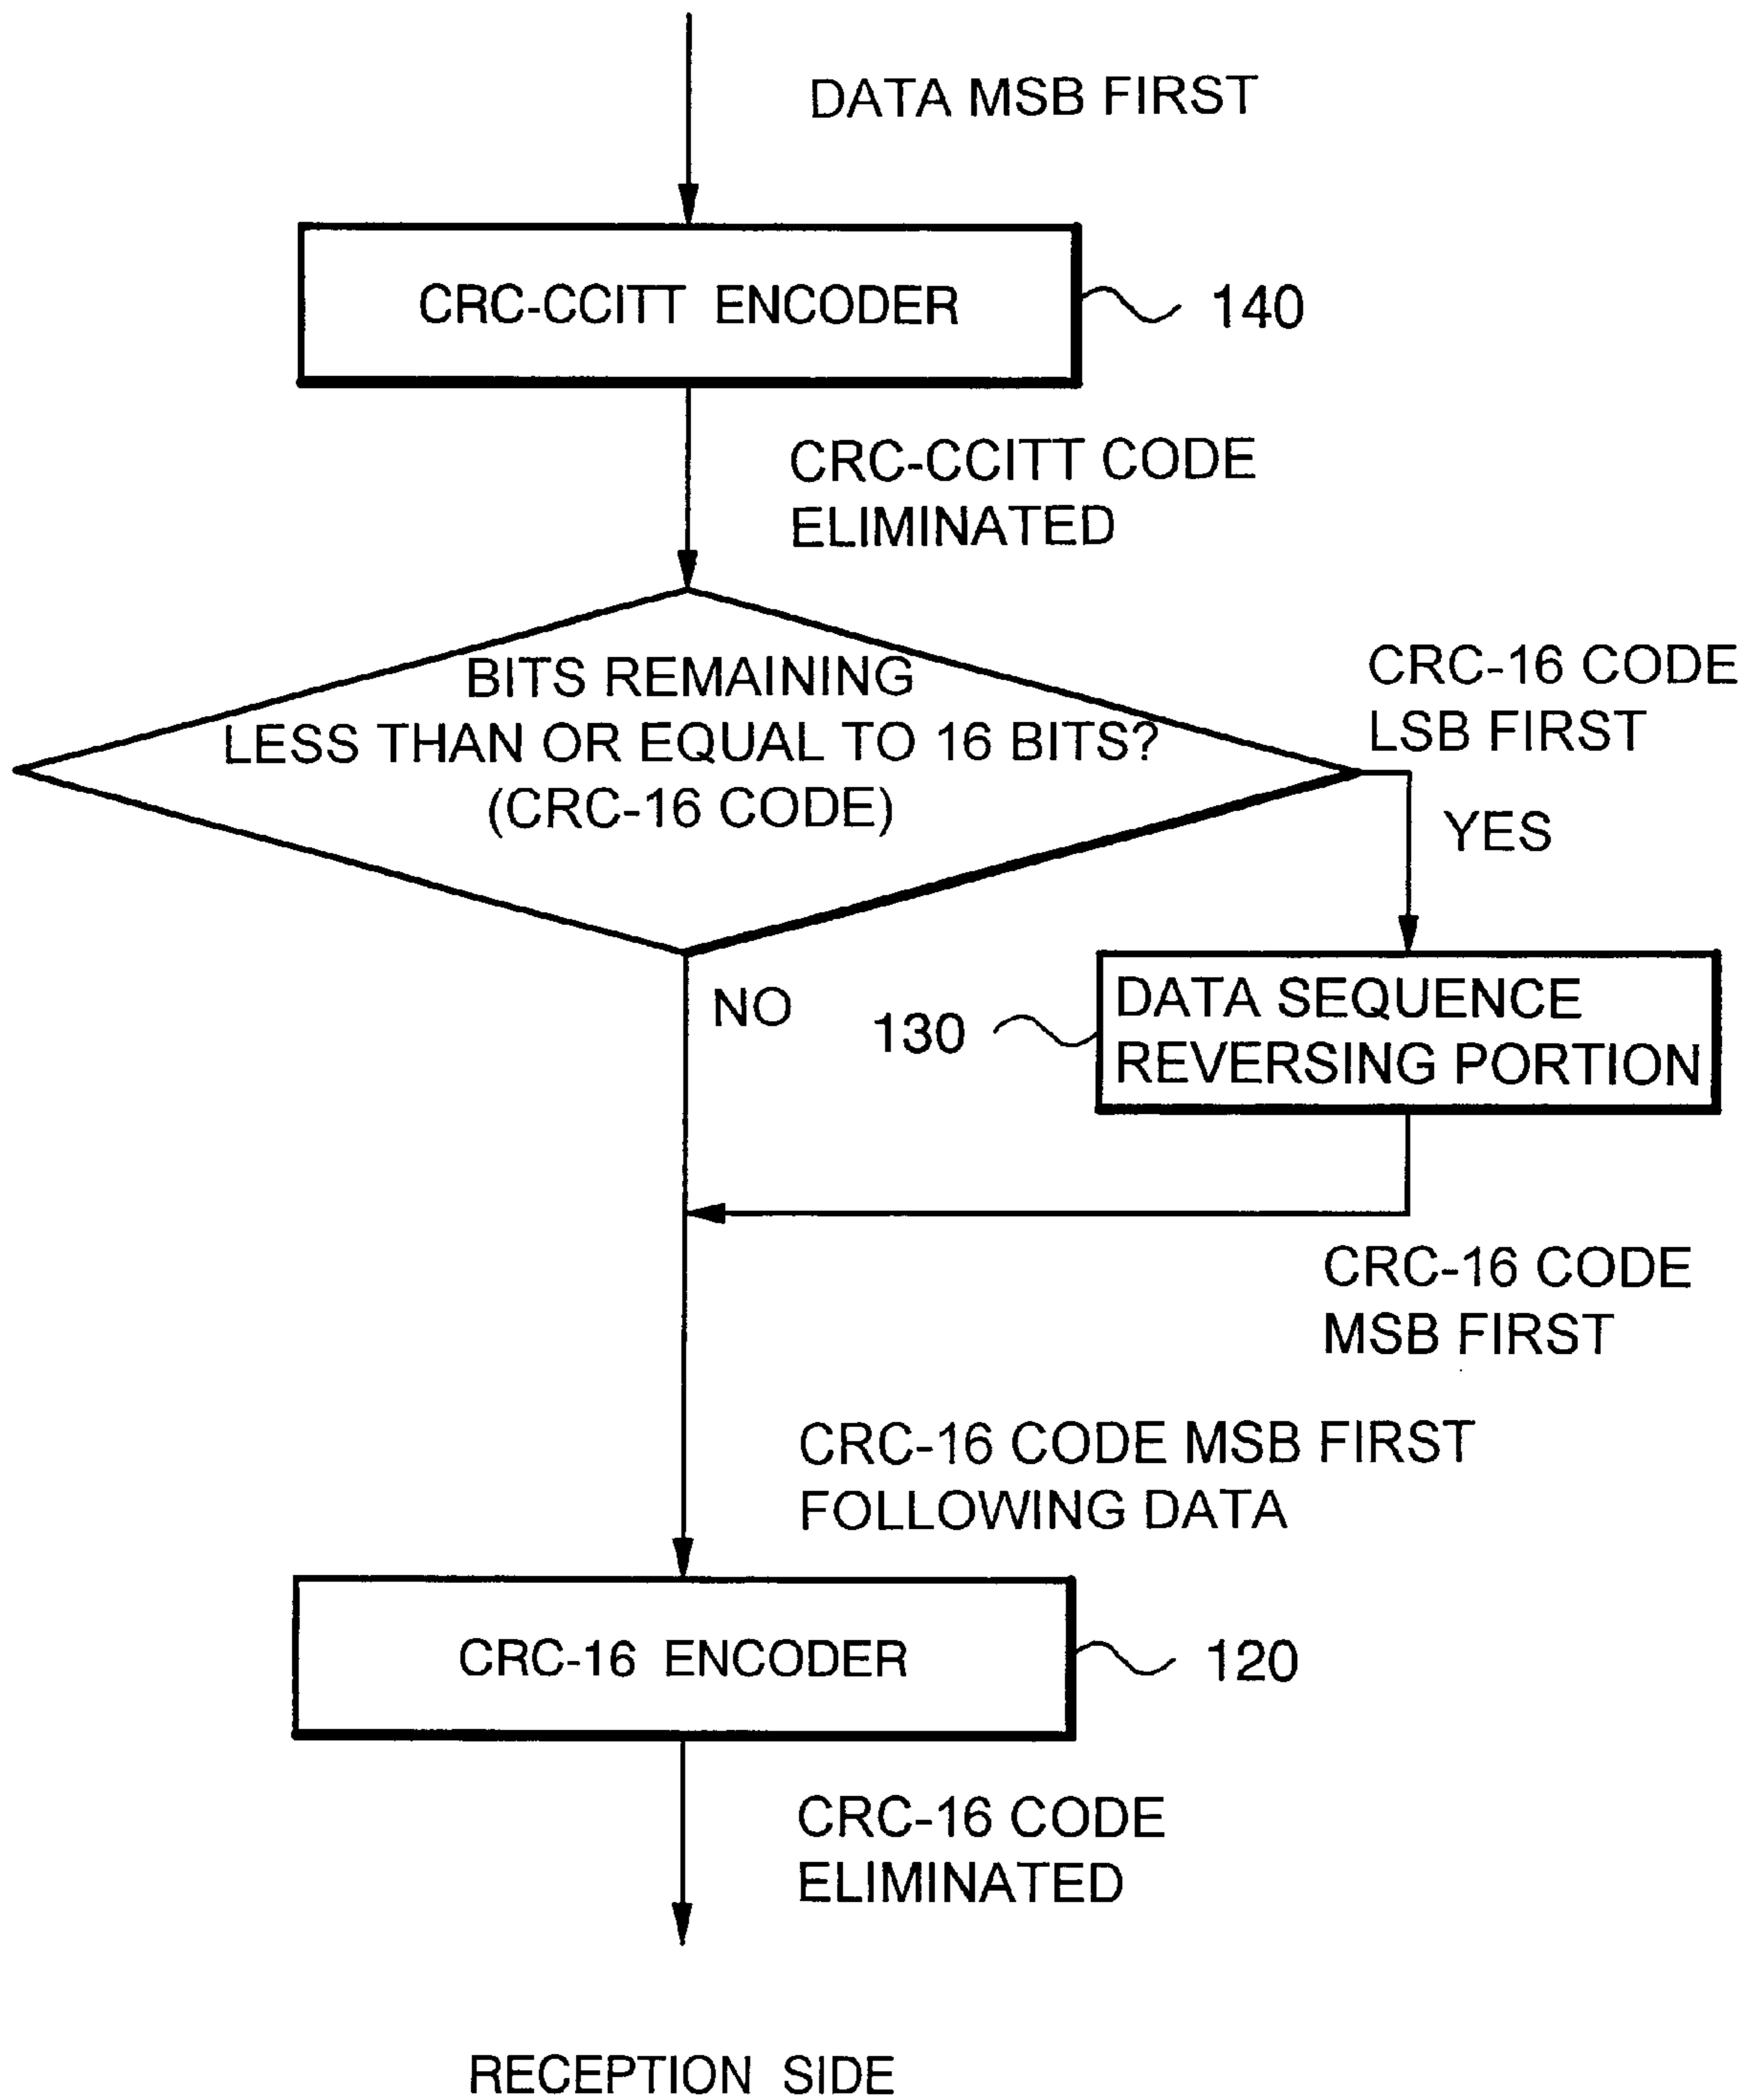 DATA MSB FIRST
CRC-CCITT ENCODER
140
CRC-CCITT CODE
ELIMINATED
BITS REMAINING
LESS THAN OR EQUAL TO 16 BITS?
(CRC-16 CODE)
CRC-16 CODE
LSB FIRST
YES
NO
130
DATA SEQUENCE
REVERSING PORTION
CRC-16 CODE
MSB FIRST
CRC-16 CODE MSB FIRST
FOLLOWING DATA
CRC-16 ENCODER
120
CRC-16 CODE
ELIMINATED
RECEPTION SIDE